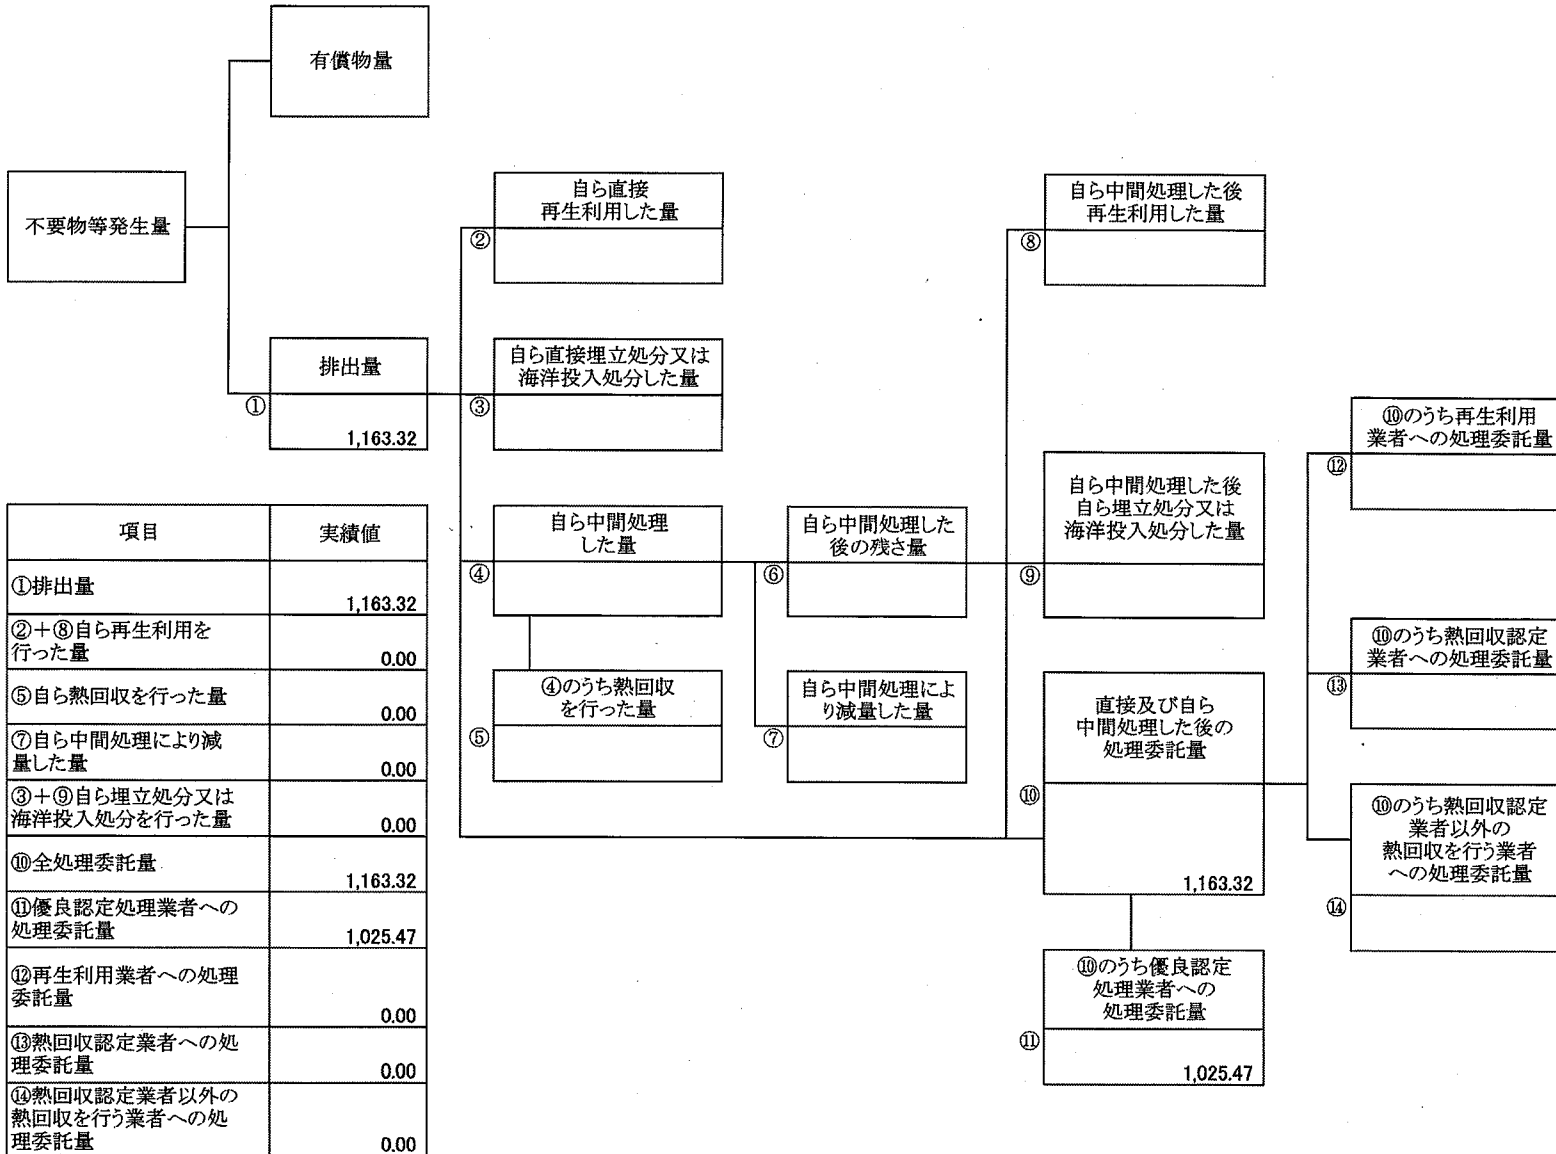 有償物量
不要物等発生量
自ら直接
再生利用した量
②
自ら中間処理した後
再生利用した量
⑧
排出量
①
1,163.32
自ら直接埋立処分又は
海洋投入処分した量
③
⑩のうち再生利用
業者への処理委託量
⑫
自ら中間処理
した量
④
自ら中間処理した
後の残さ量
⑥
自ら中間処理した後
自ら埋立処分又は
海洋投入処分した量
⑨
④のうち熱回収
を行った量
⑤
自ら中間処理によ
り減量した量
⑦
直接及び自ら
中間処理した後の
処理委託量
⑩
1,163.32
⑩のうち熱回収認定
業者への処理委託量
⑬
⑩のうち熱回収認定
業者以外の
熱回収を行う業者
への処理委託量
⑭
⑩のうち優良認定
処理業者への
処理委託量
⑪
1,025.47
項目 実績値
①排出量
1,163.32
②+⑧自ら再生利用を
行った量
0.00
⑤自ら熱回収を行った量
0.00
⑦自ら中間処理により減
量した量
0.00
③+⑨自ら埋立処分又は
海洋投入処分を行った量
0.00
⑩全処理委託量
1,163.32
⑪優良認定処理業者への
処理委託量
1,025.47
⑫再生利用業者への処理
委託量
0.00
⑬熱回収認定業者への処
理委託量
0.00
⑭熱回収認定業者以外の
熱回収を行う業者への処
理委託量
0.00